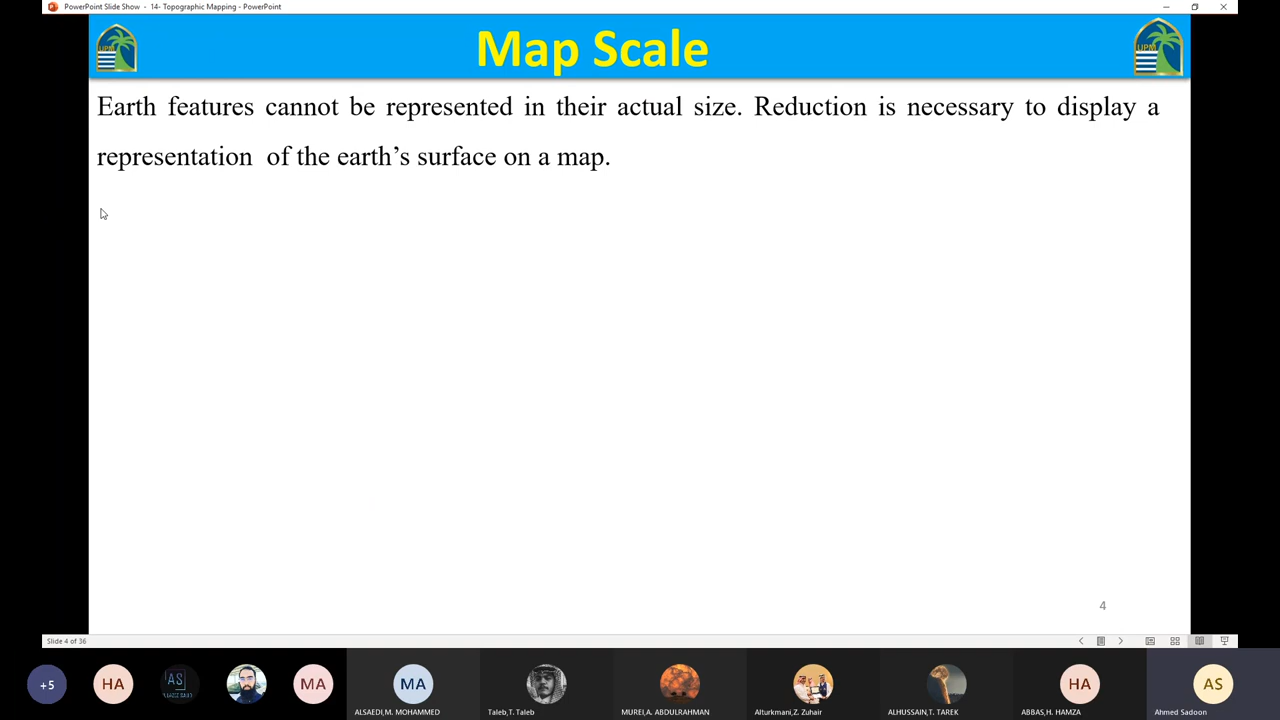 PowerPoint Slide Show - 14- Topographic Mapping - PowerPoint
UPM
Map Scale
UPM
Earth features cannot be represented in their actual size. Reduction is necessary to display a
representation of the earth’s surface on a map.
4
Slide 4 of 36
+5
HA
AS
MA
MA
HA
AS
ALSAEDI,M. MOHAMMED
Taleb,T. Taleb
MUREI,A. ABDULRAHMAN
Alturkmani,Z. Zuhair
ALHUSSAIN,T. TAREK
ABBAS,H. HAMZA
Ahmed Sadoon